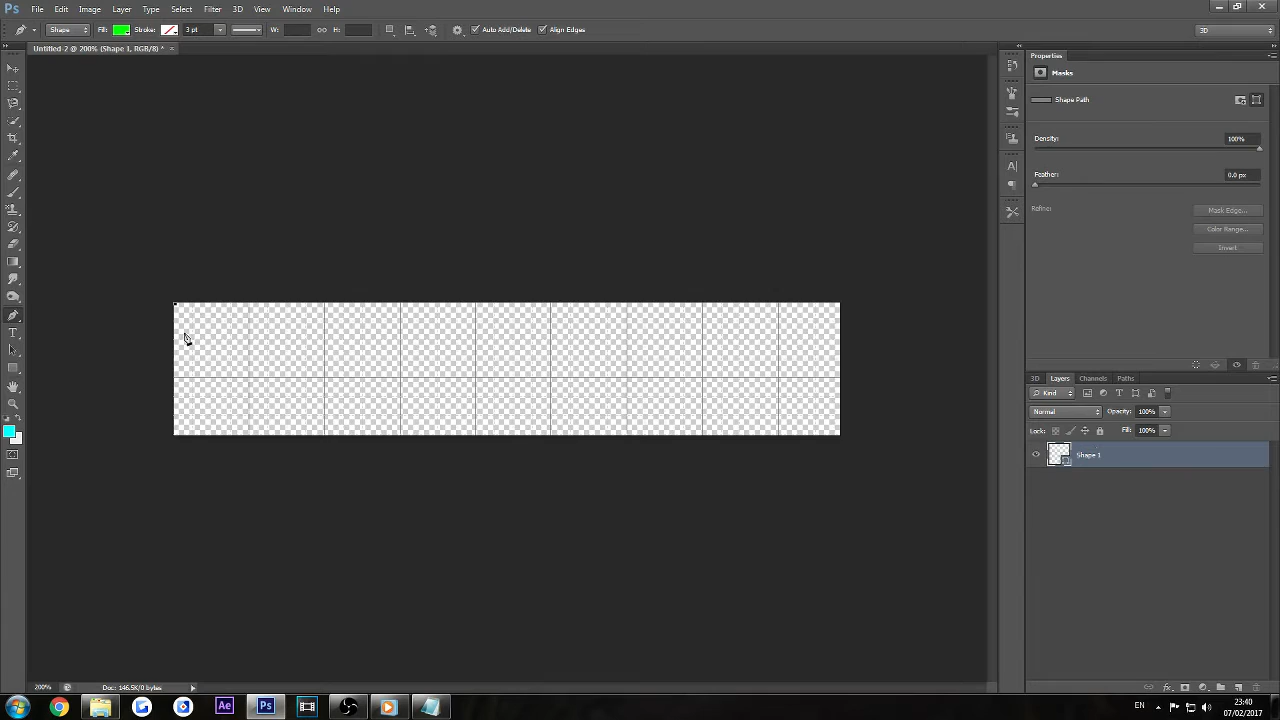 Ps File Edit Image Layer Type Select Filter 3D View Window Help
Shape Fill: Stroke: 3 pt W: H: Auto Add/Delete Align Edges 3D
Untitled-2 @ 200% (Shape 1, RGB/8) * ×
Properties
Masks
Shape Path
Density: 100%
Feather: 0.0 px
Refine: Mask Edge...
Color Range...
Invert
3D Layers Channels Paths
Kind
Normal Opacity: 100%
Lock: Fill: 100%
Shape 1
200% Doc: 146.5K/0 bytes
Ae Ps EN 23:40
07/02/2017